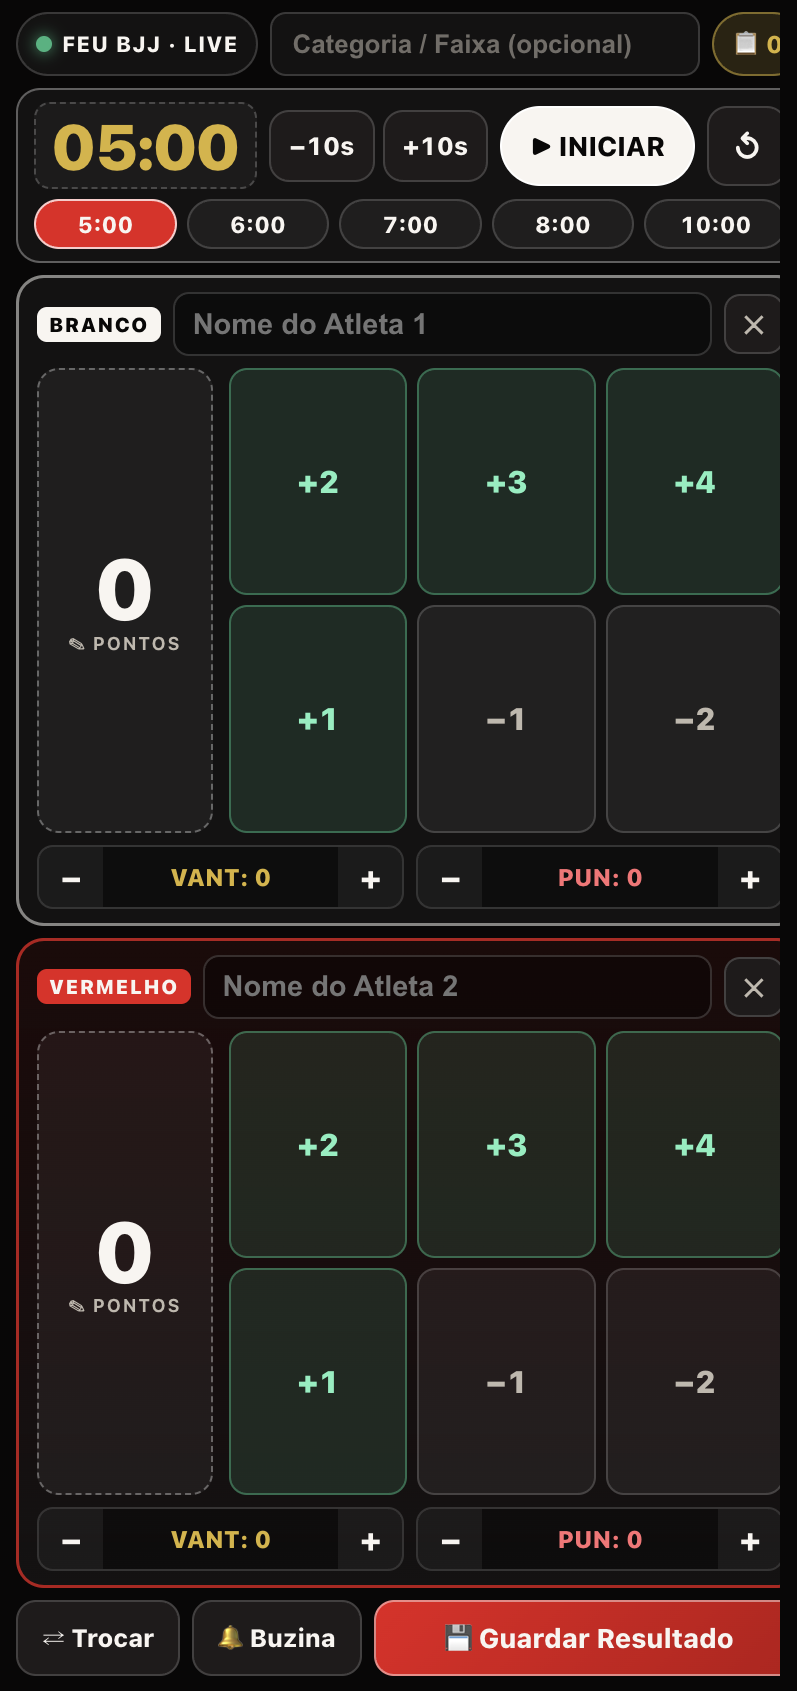 FEU BJJ · LIVE
Categoria / Faixa (opcional)
05:00
−10s
+10s
INICIAR
5:00
6:00
7:00
8:00
10:00
BRANCO
Nome do Atleta 1
0
PONTOS
+2
+3
+4
+1
−1
−2
VANT: 0
PUN: 0
VERMELHO
Nome do Atleta 2
0
PONTOS
+2
+3
+4
+1
−1
−2
VANT: 0
PUN: 0
Trocar
Buzina
Guardar Resultado